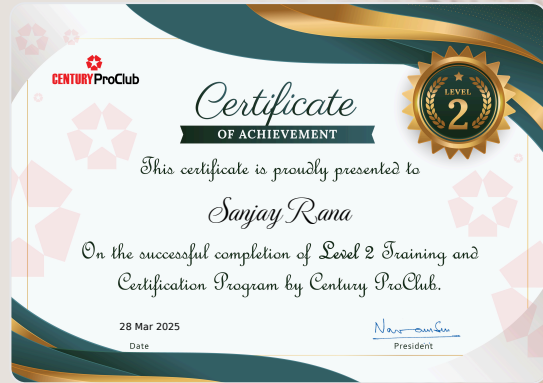 CENTURY ProClub
Certificate
OF ACHIEVEMENT
LEVEL
2
This certificate is proudly presented to
Sanjay Rana
On the successful completion of Level 2 Training and
Certification Program by Century ProClub.
28 Mar 2025
Date
President